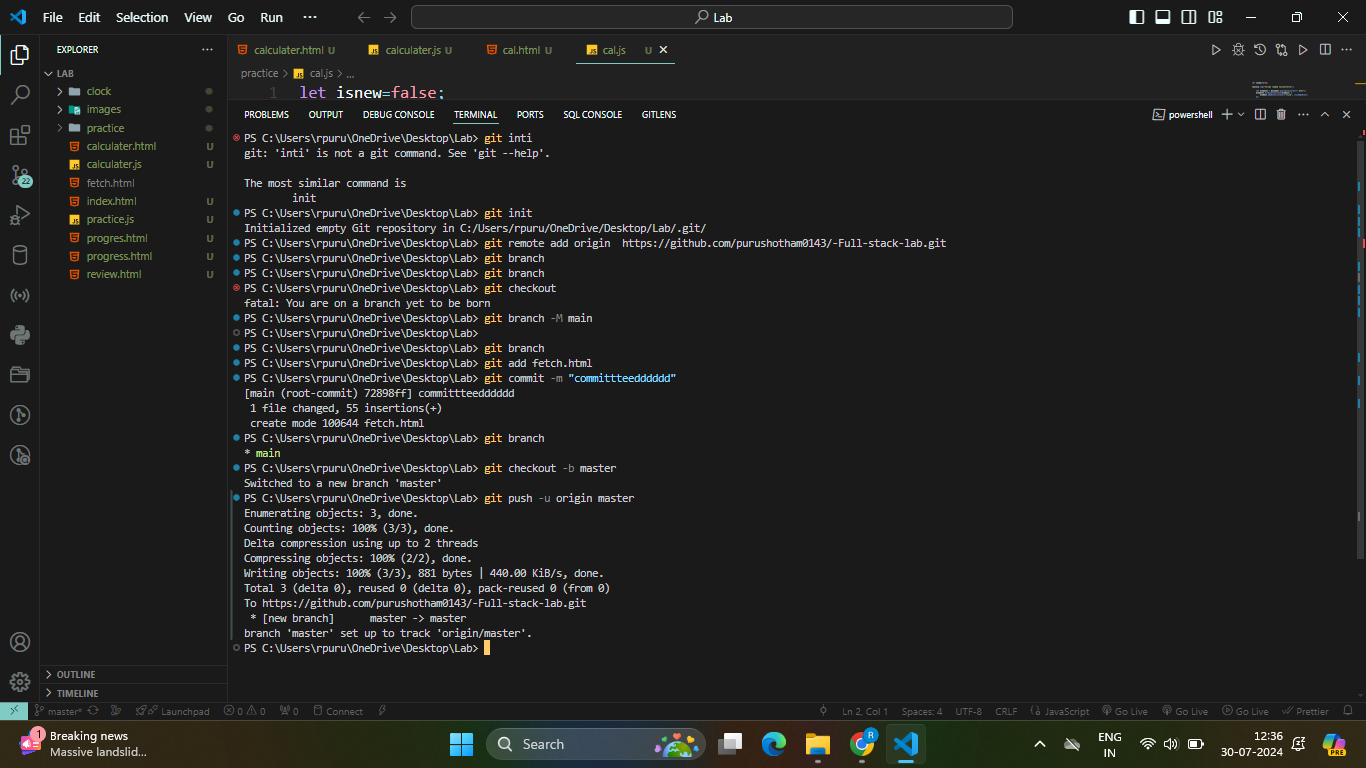 File Edit Selection View Go Run ··· Lab
EXPLORER ···
LAB
clock
images
practice
calculater.html U
calculater.js U
fetch.html
index.html U
practice.js U
progres.html U
progress.html U
review.html U
OUTLINE
TIMELINE
22
calculater.html U calculater.js U cal.html U cal.js U
practice > cal.js > ...
1 let isnew=false;
PROBLEMS OUTPUT DEBUG CONSOLE TERMINAL PORTS SQL CONSOLE GITLENS powershell
PS C:\Users\rpuru\OneDrive\Desktop\Lab> git inti
git: 'inti' is not a git command. See 'git --help'.
The most similar command is
init
PS C:\Users\rpuru\OneDrive\Desktop\Lab> git init
Initialized empty Git repository in C:/Users/rpuru/OneDrive/Desktop/Lab/.git/
PS C:\Users\rpuru\OneDrive\Desktop\Lab> git remote add origin  https://github.com/purushotham0143/-Full-stack-lab.git
PS C:\Users\rpuru\OneDrive\Desktop\Lab> git branch
PS C:\Users\rpuru\OneDrive\Desktop\Lab> git branch
PS C:\Users\rpuru\OneDrive\Desktop\Lab> git checkout
fatal: You are on a branch yet to be born
PS C:\Users\rpuru\OneDrive\Desktop\Lab> git branch -M main
PS C:\Users\rpuru\OneDrive\Desktop\Lab>
PS C:\Users\rpuru\OneDrive\Desktop\Lab> git branch
PS C:\Users\rpuru\OneDrive\Desktop\Lab> git add fetch.html
PS C:\Users\rpuru\OneDrive\Desktop\Lab> git commit -m "committteedddddd"
[main (root-commit) 72898ff] committteedddddd
1 file changed, 55 insertions(+)
create mode 100644 fetch.html
PS C:\Users\rpuru\OneDrive\Desktop\Lab> git branch
* main
PS C:\Users\rpuru\OneDrive\Desktop\Lab> git checkout -b master
Switched to a new branch 'master'
PS C:\Users\rpuru\OneDrive\Desktop\Lab> git push -u origin master
Enumerating objects: 3, done.
Counting objects: 100% (3/3), done.
Delta compression using up to 2 threads
Compressing objects: 100% (2/2), done.
Writing objects: 100% (3/3), 881 bytes | 440.00 KiB/s, done.
Total 3 (delta 0), reused 0 (delta 0), pack-reused 0 (from 0)
To https://github.com/purushotham0143/-Full-stack-lab.git
* [new branch]      master -> master
branch 'master' set up to track 'origin/master'.
PS C:\Users\rpuru\OneDrive\Desktop\Lab>
master* Launchpad 0 0 0 Connect Ln 2, Col 1 Spaces: 4 UTF-8 CRLF JavaScript Go Live Go Live Go Live Prettier
1 Breaking news
Massive landslid...
Search
R
ENG
IN
12:36
30-07-2024
PRE